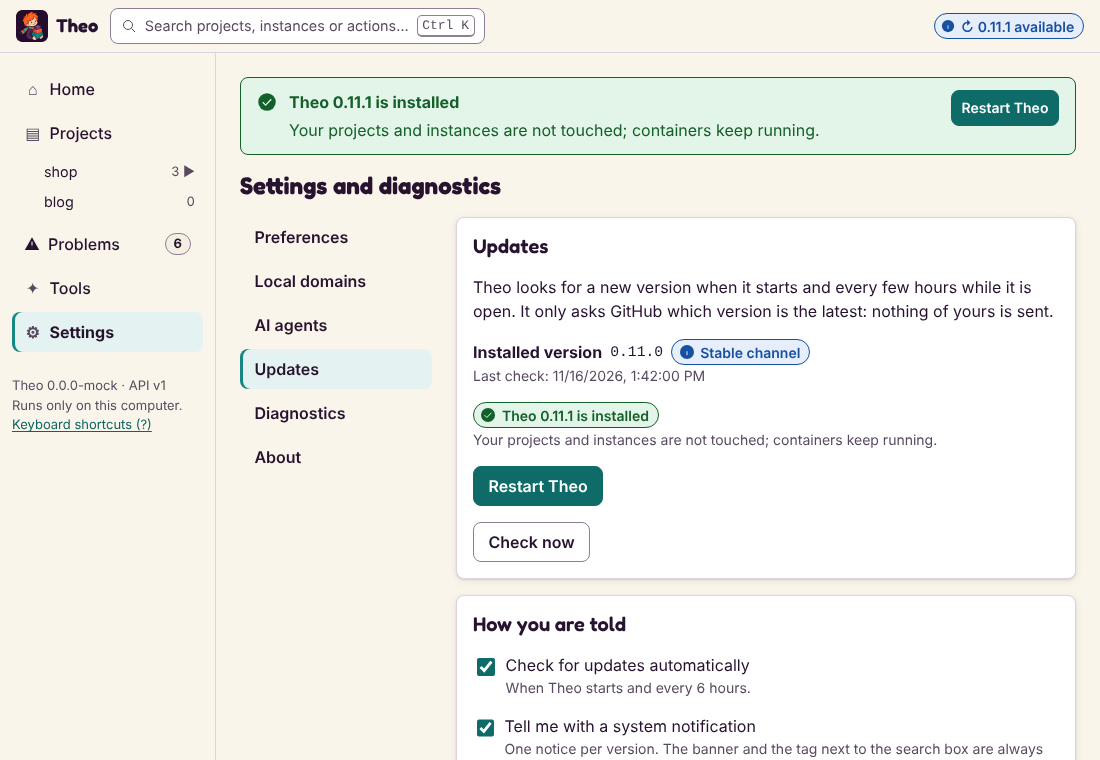 Theo
Search projects, instances or actions...
Ctrl K
0.11.1 available
Home
Projects
shop 3
blog 0
Problems 6
Tools
Settings
Theo 0.0.0-mock · API v1
Runs only on this computer.
Keyboard shortcuts (?)
Theo 0.11.1 is installed
Your projects and instances are not touched; containers keep running.
Restart Theo
Settings and diagnostics
Preferences
Local domains
AI agents
Updates
Diagnostics
About
Updates
Theo looks for a new version when it starts and every few hours while it is
open. It only asks GitHub which version is the latest: nothing of yours is sent.
Installed version 0.11.0 Stable channel
Last check: 11/16/2026, 1:42:00 PM
Theo 0.11.1 is installed
Your projects and instances are not touched; containers keep running.
Restart Theo
Check now
How you are told
Check for updates automatically
When Theo starts and every 6 hours.
Tell me with a system notification
One notice per version. The banner and the tag next to the search box are always